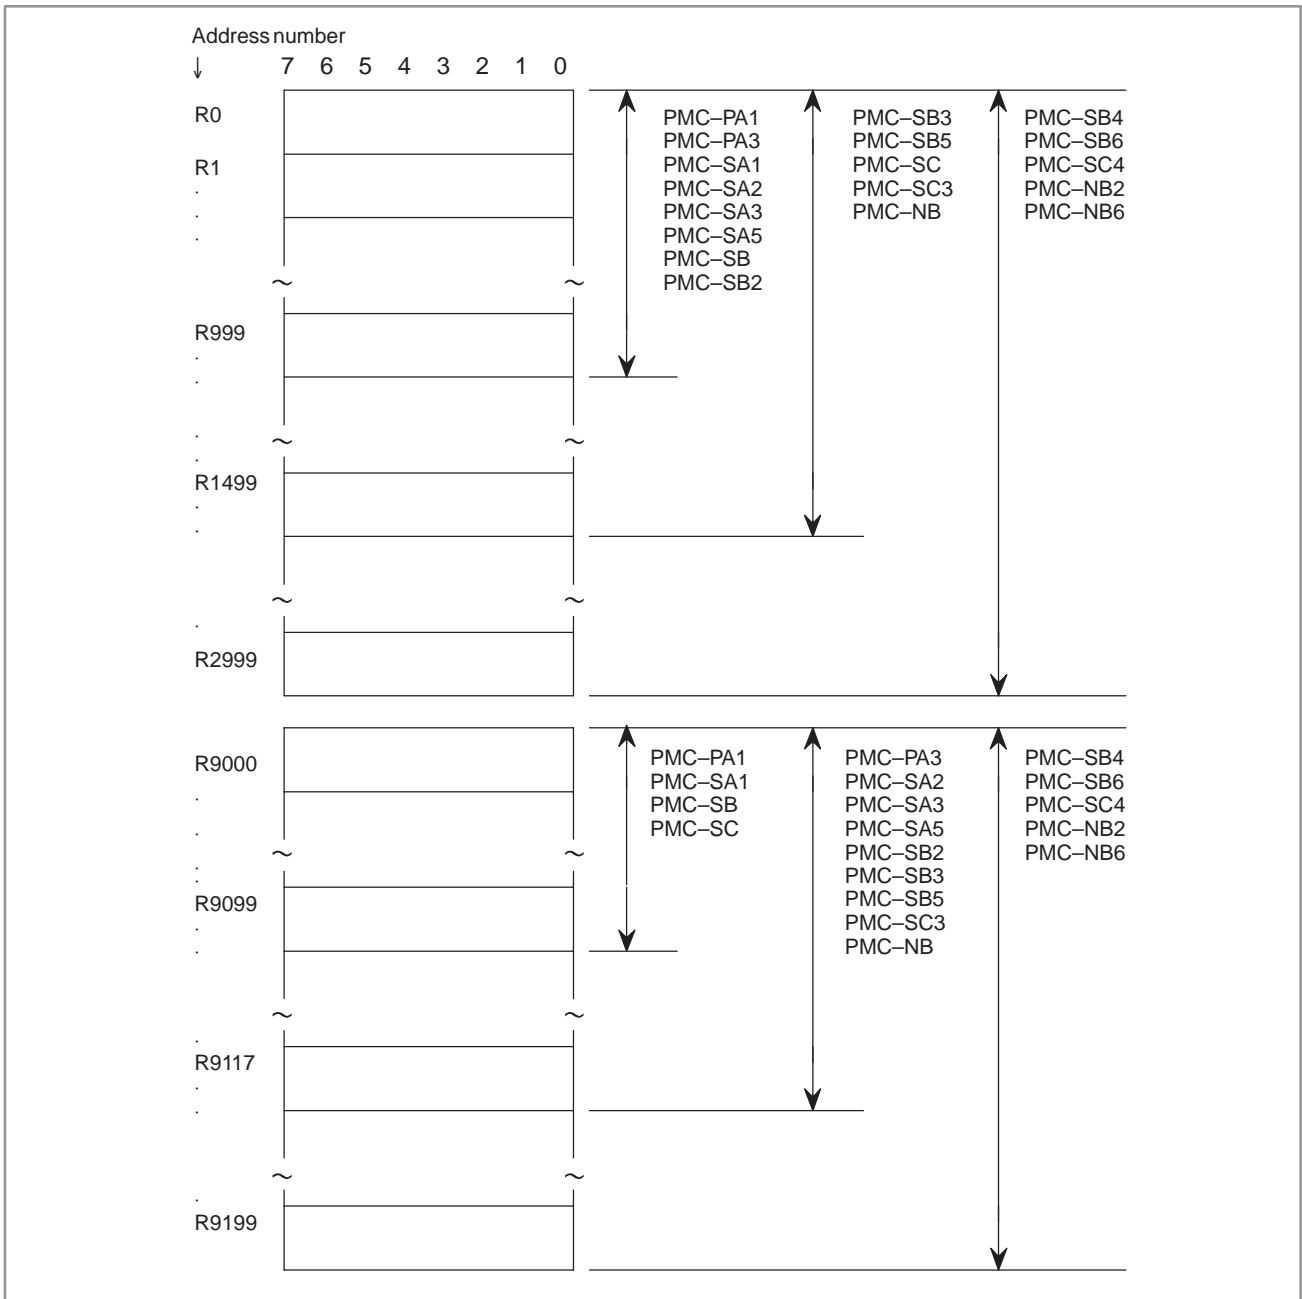 Address number
↓ 7 6 5 4 3 2 1 0
R0
R1
.
.
.
~ ~
R999
.
.
.
~ ~
.
R1499
.
.
~ ~
.
R2999
PMC–PA1
PMC–PA3
PMC–SA1
PMC–SA2
PMC–SA3
PMC–SA5
PMC–SB
PMC–SB2
PMC–SB3
PMC–SB5
PMC–SC
PMC–SC3
PMC–NB
PMC–SB4
PMC–SB6
PMC–SC4
PMC–NB2
PMC–NB6
R9000
.
.
~ ~
.
.
R9099
.
.
~ ~
.
R9117
.
.
~ ~
.
R9199
PMC–PA1
PMC–SA1
PMC–SB
PMC–SC
PMC–PA3
PMC–SA2
PMC–SA3
PMC–SA5
PMC–SB2
PMC–SB3
PMC–SB5
PMC–SC3
PMC–NB
PMC–SB4
PMC–SB6
PMC–SC4
PMC–NB2
PMC–NB6